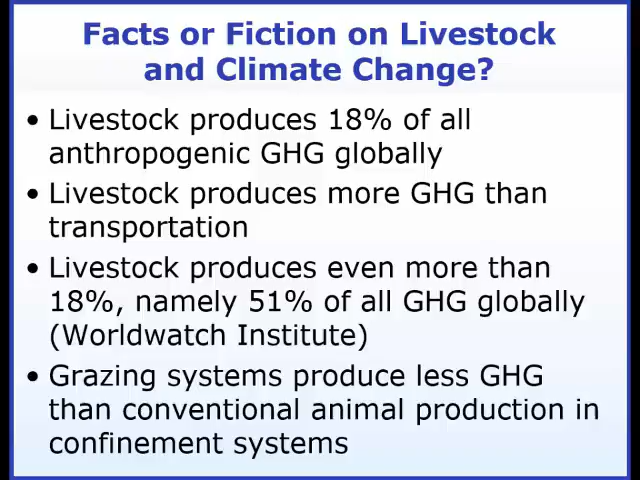 Facts or Fiction on Livestock
and Climate Change?
• Livestock produces 18% of all
anthropogenic GHG globally
• Livestock produces more GHG than
transportation
• Livestock produces even more than
18%, namely 51% of all GHG globally
(Worldwatch Institute)
• Grazing systems produce less GHG
than conventional animal production in
confinement systems